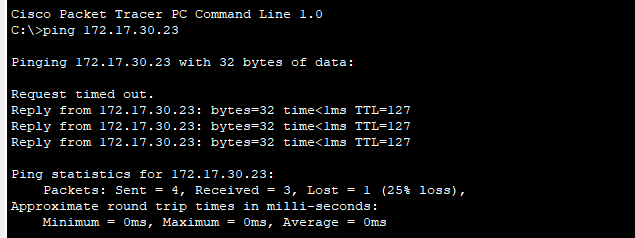 Cisco Packet Tracer PC Command Line 1.0
C:\>ping 172.17.30.23
Pinging 172.17.30.23 with 32 bytes of data:
Request timed out.
Reply from 172.17.30.23: bytes=32 time<1ms TTL=127
Reply from 172.17.30.23: bytes=32 time<1ms TTL=127
Reply from 172.17.30.23: bytes=32 time<1ms TTL=127
Ping statistics for 172.17.30.23:
Packets: Sent = 4, Received = 3, Lost = 1 (25% loss),
Approximate round trip times in milli-seconds:
Minimum = 0ms, Maximum = 0ms, Average = 0ms